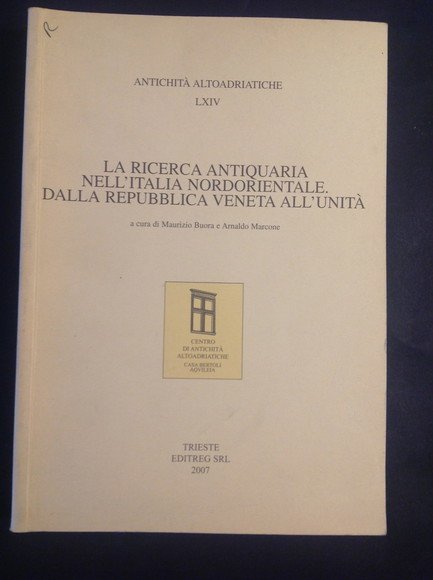 R
ANTICHITÀ ALTOADRIATICHE
LXIV
LA RICERCA ANTIQUARIA
NELL'ITALIA NORDORIENTALE.
DALLA REPUBBLICA VENETA ALL'UNITÀ
a cura di Maurizio Buora e Arnaldo Marcone
CENTRO
DI ANTICHITÀ
ALTOADRIATICHE
CASA BERTOLI
AQVILEIA
TRIESTE
EDITREG SRL
2007